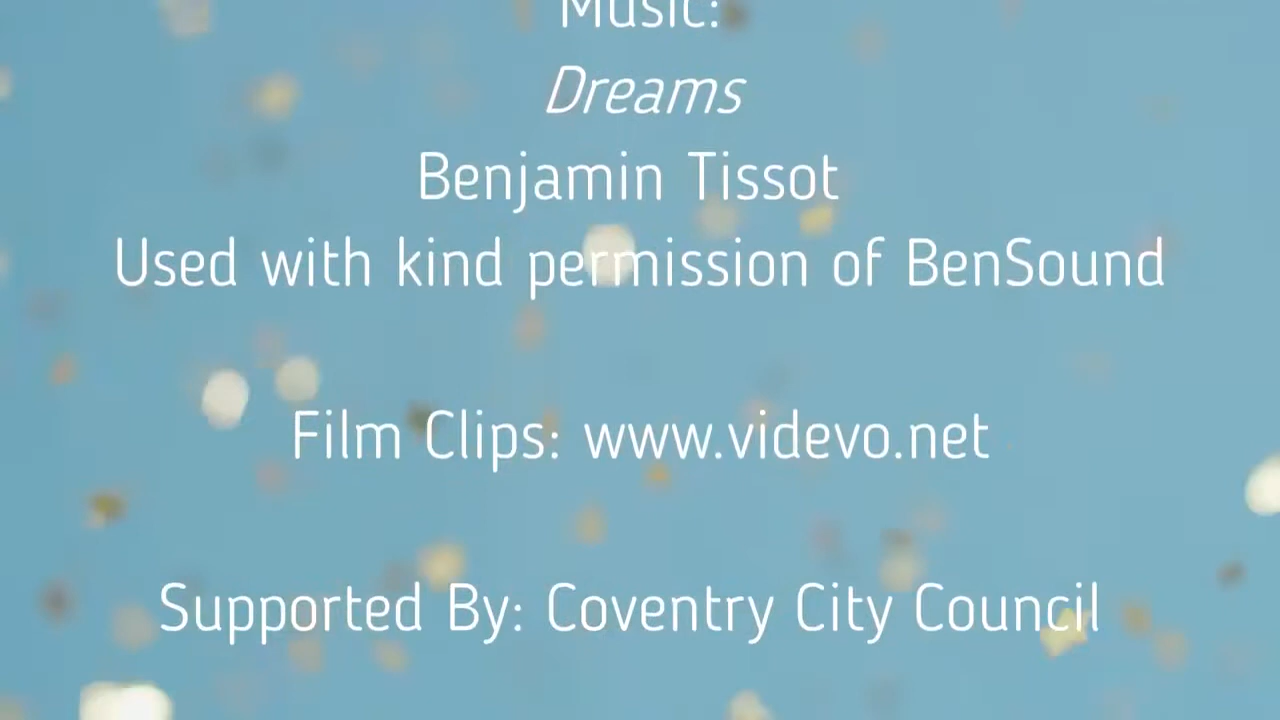 Music:
Dreams
Benjamin Tissot
Used with kind permission of BenSound
Film Clips: www.videvo.net
Supported By: Coventry City Council